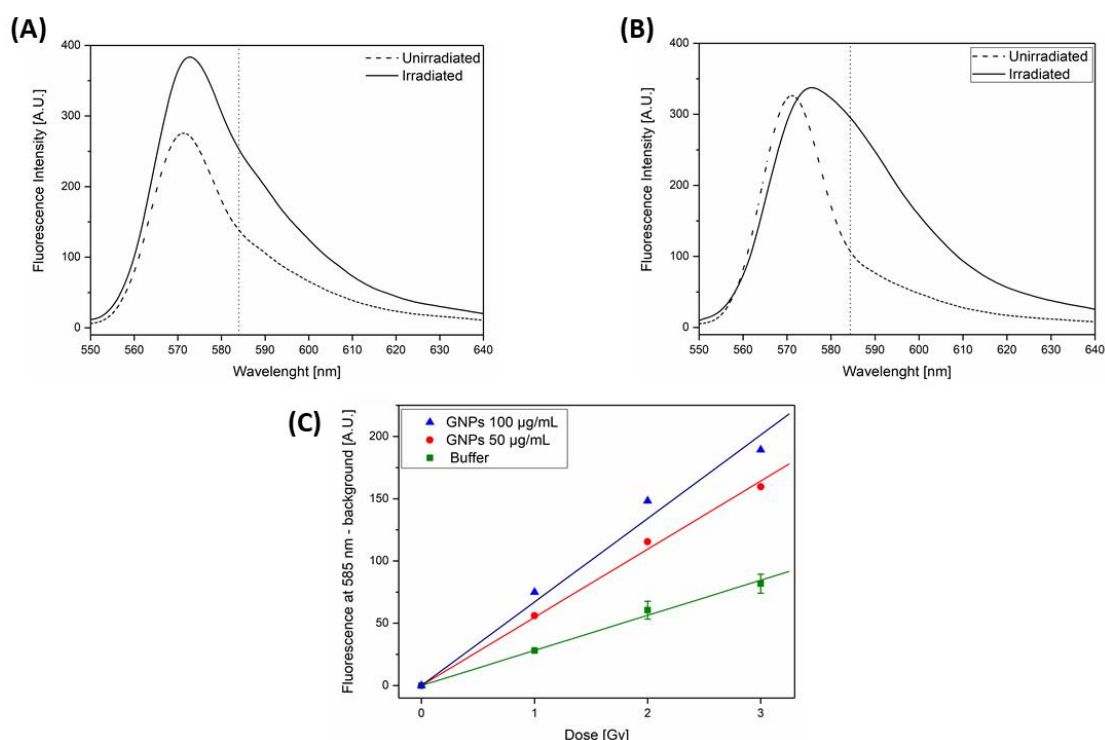 (A)
Fluorescence Intensity [A.U.]
400
300
200
100
0
Unirradiated
Irradiated
550 560 570 580 590 600 610 620 630 640
Wavelenght [nm]
(B)
Fluorescence Intensity [A.U.]
400
300
200
100
0
Unirradiated
Irradiated
550 560 570 580 590 600 610 620 630 640
Wavelenght [nm]
(C)
Fluorescence at 585 nm - background [A.U.]
200
150
100
50
0
GNPs 100 µg/mL
GNPs 50 µg/mL
Buffer
0 1 2 3
Dose [Gy]